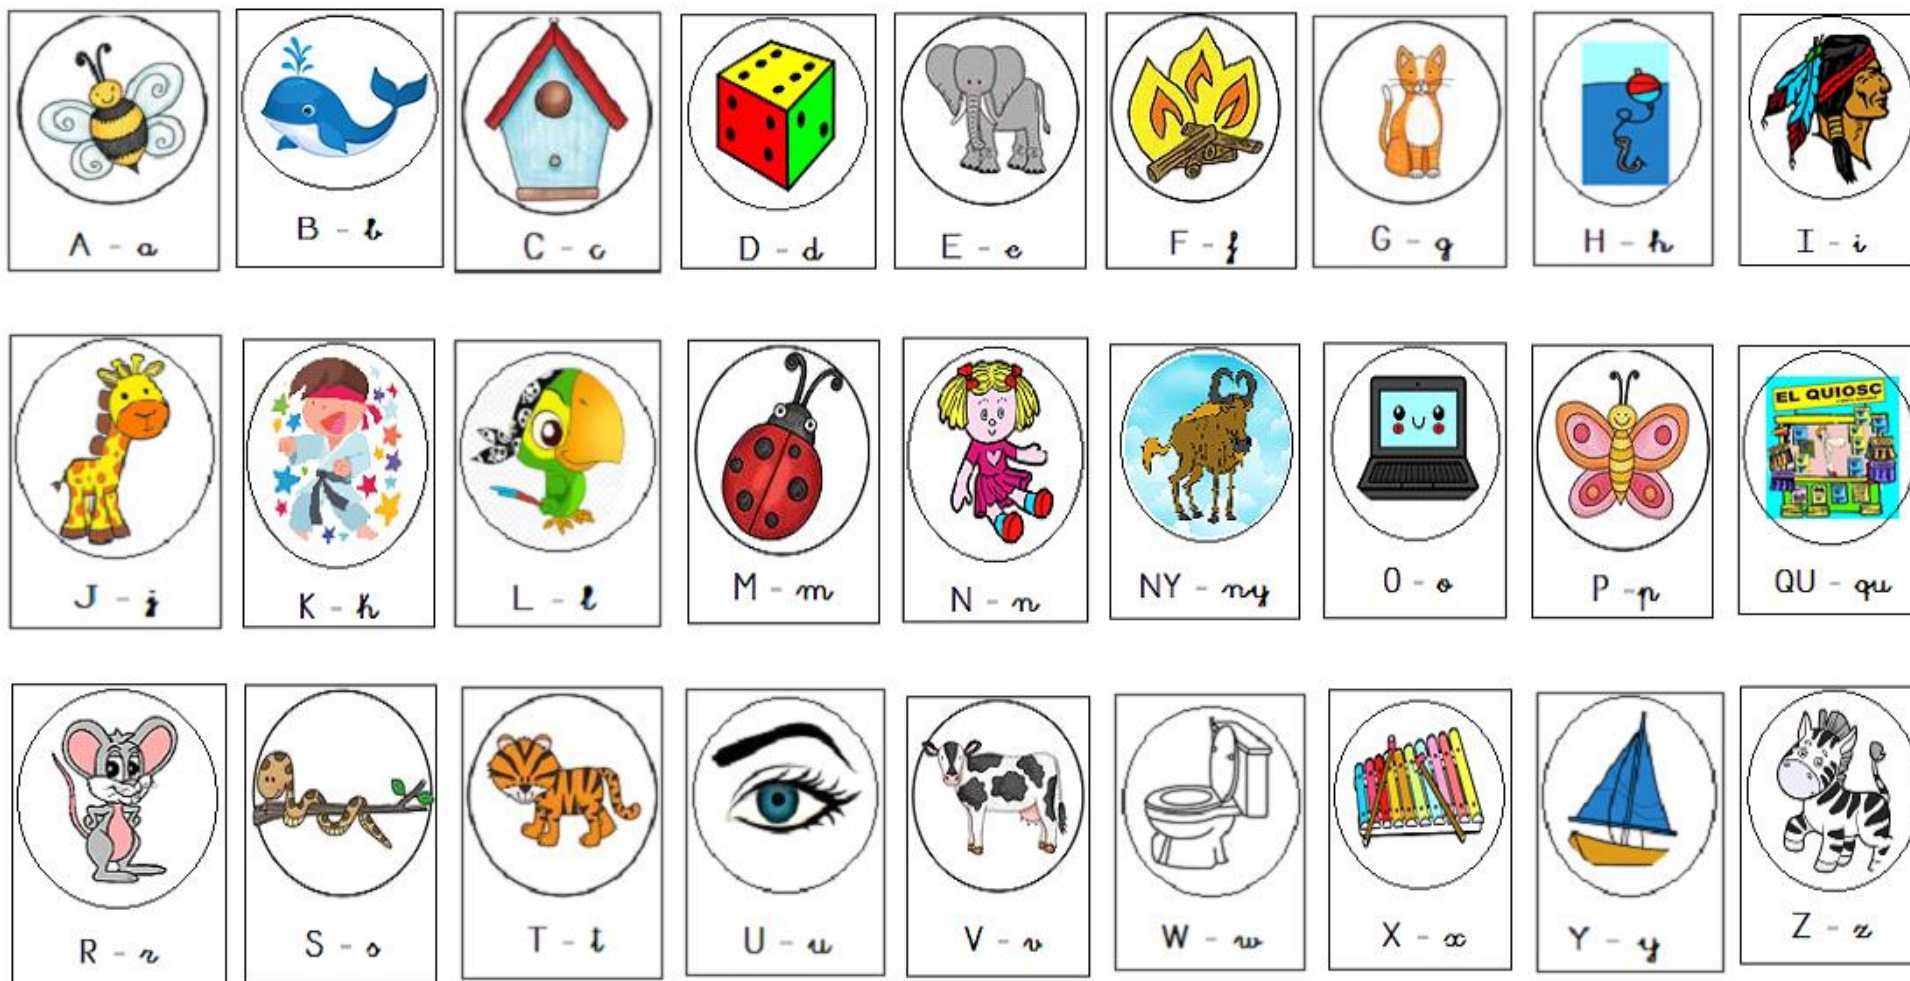 A - a
B - b
C - c
D - d
E - e
F - f
G - g
H - h
I - i
EL QUIOSC
J - j
K - k
L - l
M - m
N - n
NY - ny
O - o
P - p
QU - qu
R - r
S - s
T - t
U - u
V - v
W - w
X - x
Y - y
Z - z